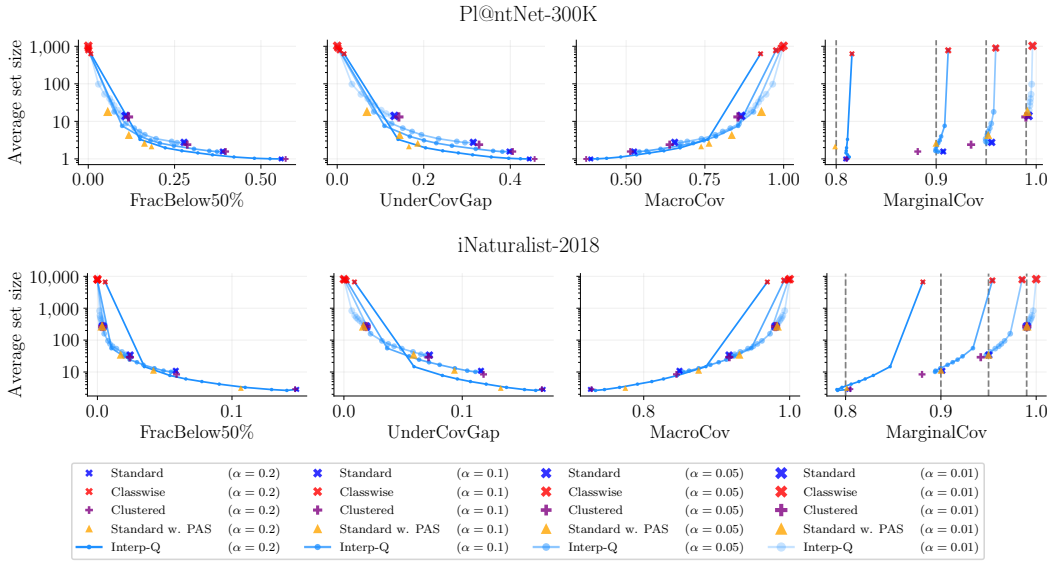 Pl@ntNet-300K
Average set size
1,000
100
10
1
0.00 0.25 0.50
FracBelow50%
0.0 0.2 0.4
UnderCovGap
0.50 0.75 1.00
MacroCov
0.8 0.9 1.0
MarginalCov
iNaturalist-2018
Average set size
10,000
1,000
100
10
0.0 0.1
FracBelow50%
0.0 0.1
UnderCovGap
0.8 1.0
MacroCov
0.8 0.9 1.0
MarginalCov
Standard (α = 0.2) Standard (α = 0.1) Standard (α = 0.05) Standard (α = 0.01)
Classwise (α = 0.2) Classwise (α = 0.1) Classwise (α = 0.05) Classwise (α = 0.01)
Clustered (α = 0.2) Clustered (α = 0.1) Clustered (α = 0.05) Clustered (α = 0.01)
Standard w. PAS (α = 0.2) Standard w. PAS (α = 0.1) Standard w. PAS (α = 0.05) Standard w. PAS (α = 0.01)
Interp-Q (α = 0.2) Interp-Q (α = 0.1) Interp-Q (α = 0.05) Interp-Q (α = 0.01)